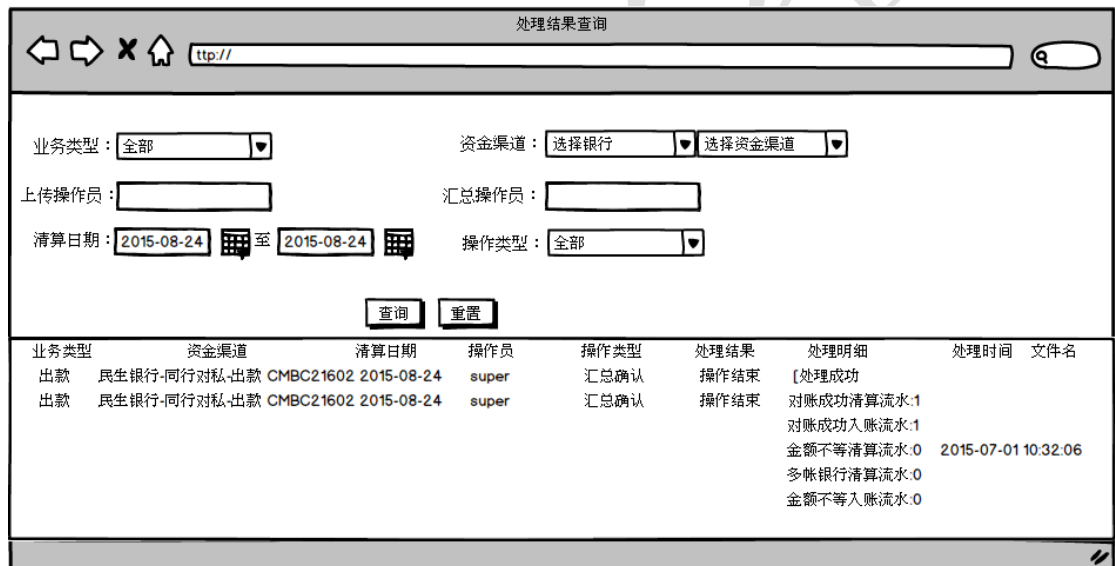 处理结果查询
ttp://
业务类型：全部 资金渠道：选择银行 选择资金渠道
上传操作员： 汇总操作员：
清算日期：2015-08-24 至 2015-08-24 操作类型：全部
查询 重置
业务类型 资金渠道 清算日期 操作员 操作类型 处理结果 处理明细 处理时间 文件名
出款 民生银行-同行对私-出款 CMBC21602 2015-08-24 super 汇总确认 操作结束 [处理成功
出款 民生银行-同行对私-出款 CMBC21602 2015-08-24 super 汇总确认 操作结束 对账成功清算流水:1
对账成功入账流水:1
金额不等清算流水:0 2015-07-01 10:32:06
多帐银行清算流水:0
金额不等入账流水:0